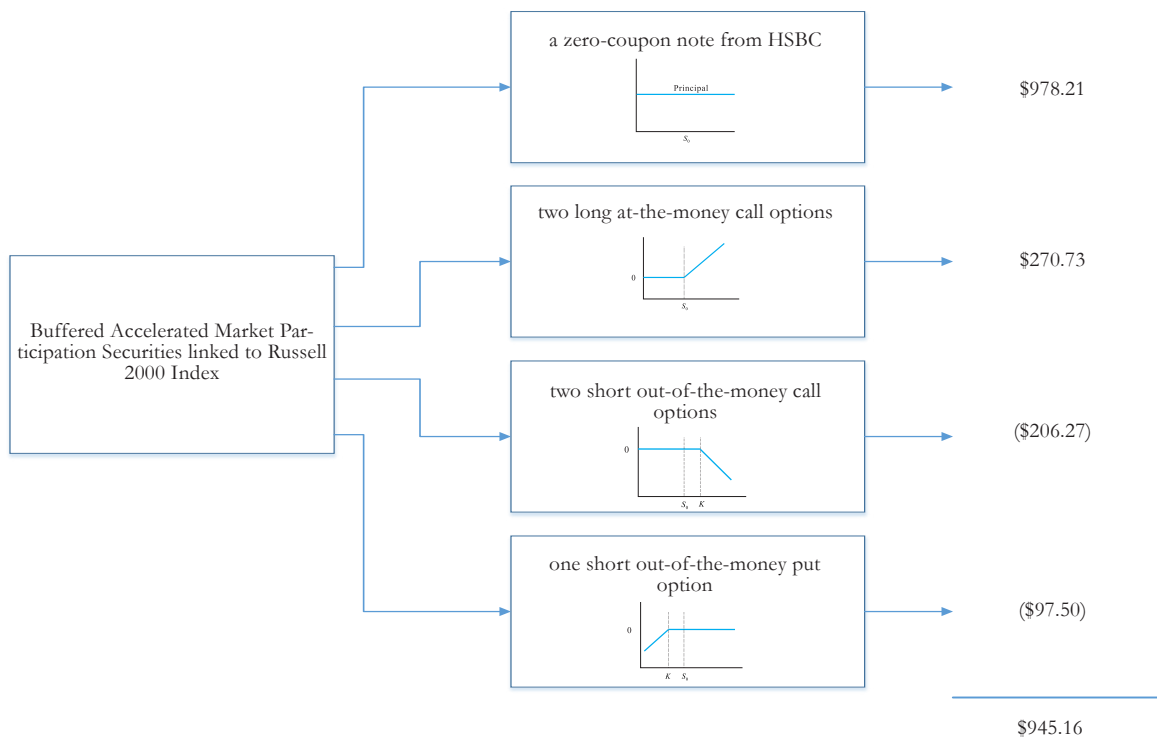 Buffered Accelerated Market Par-
ticipation Securities linked to Russell
2000 Index
a zero-coupon note from HSBC
Principal
S₀
$978.21
two long at-the-money call options
0
S₀
$270.73
two short out-of-the-money call
options
0
S₀ K
($206.27)
one short out-of-the-money put
option
0
K S₀
($97.50)
$945.16